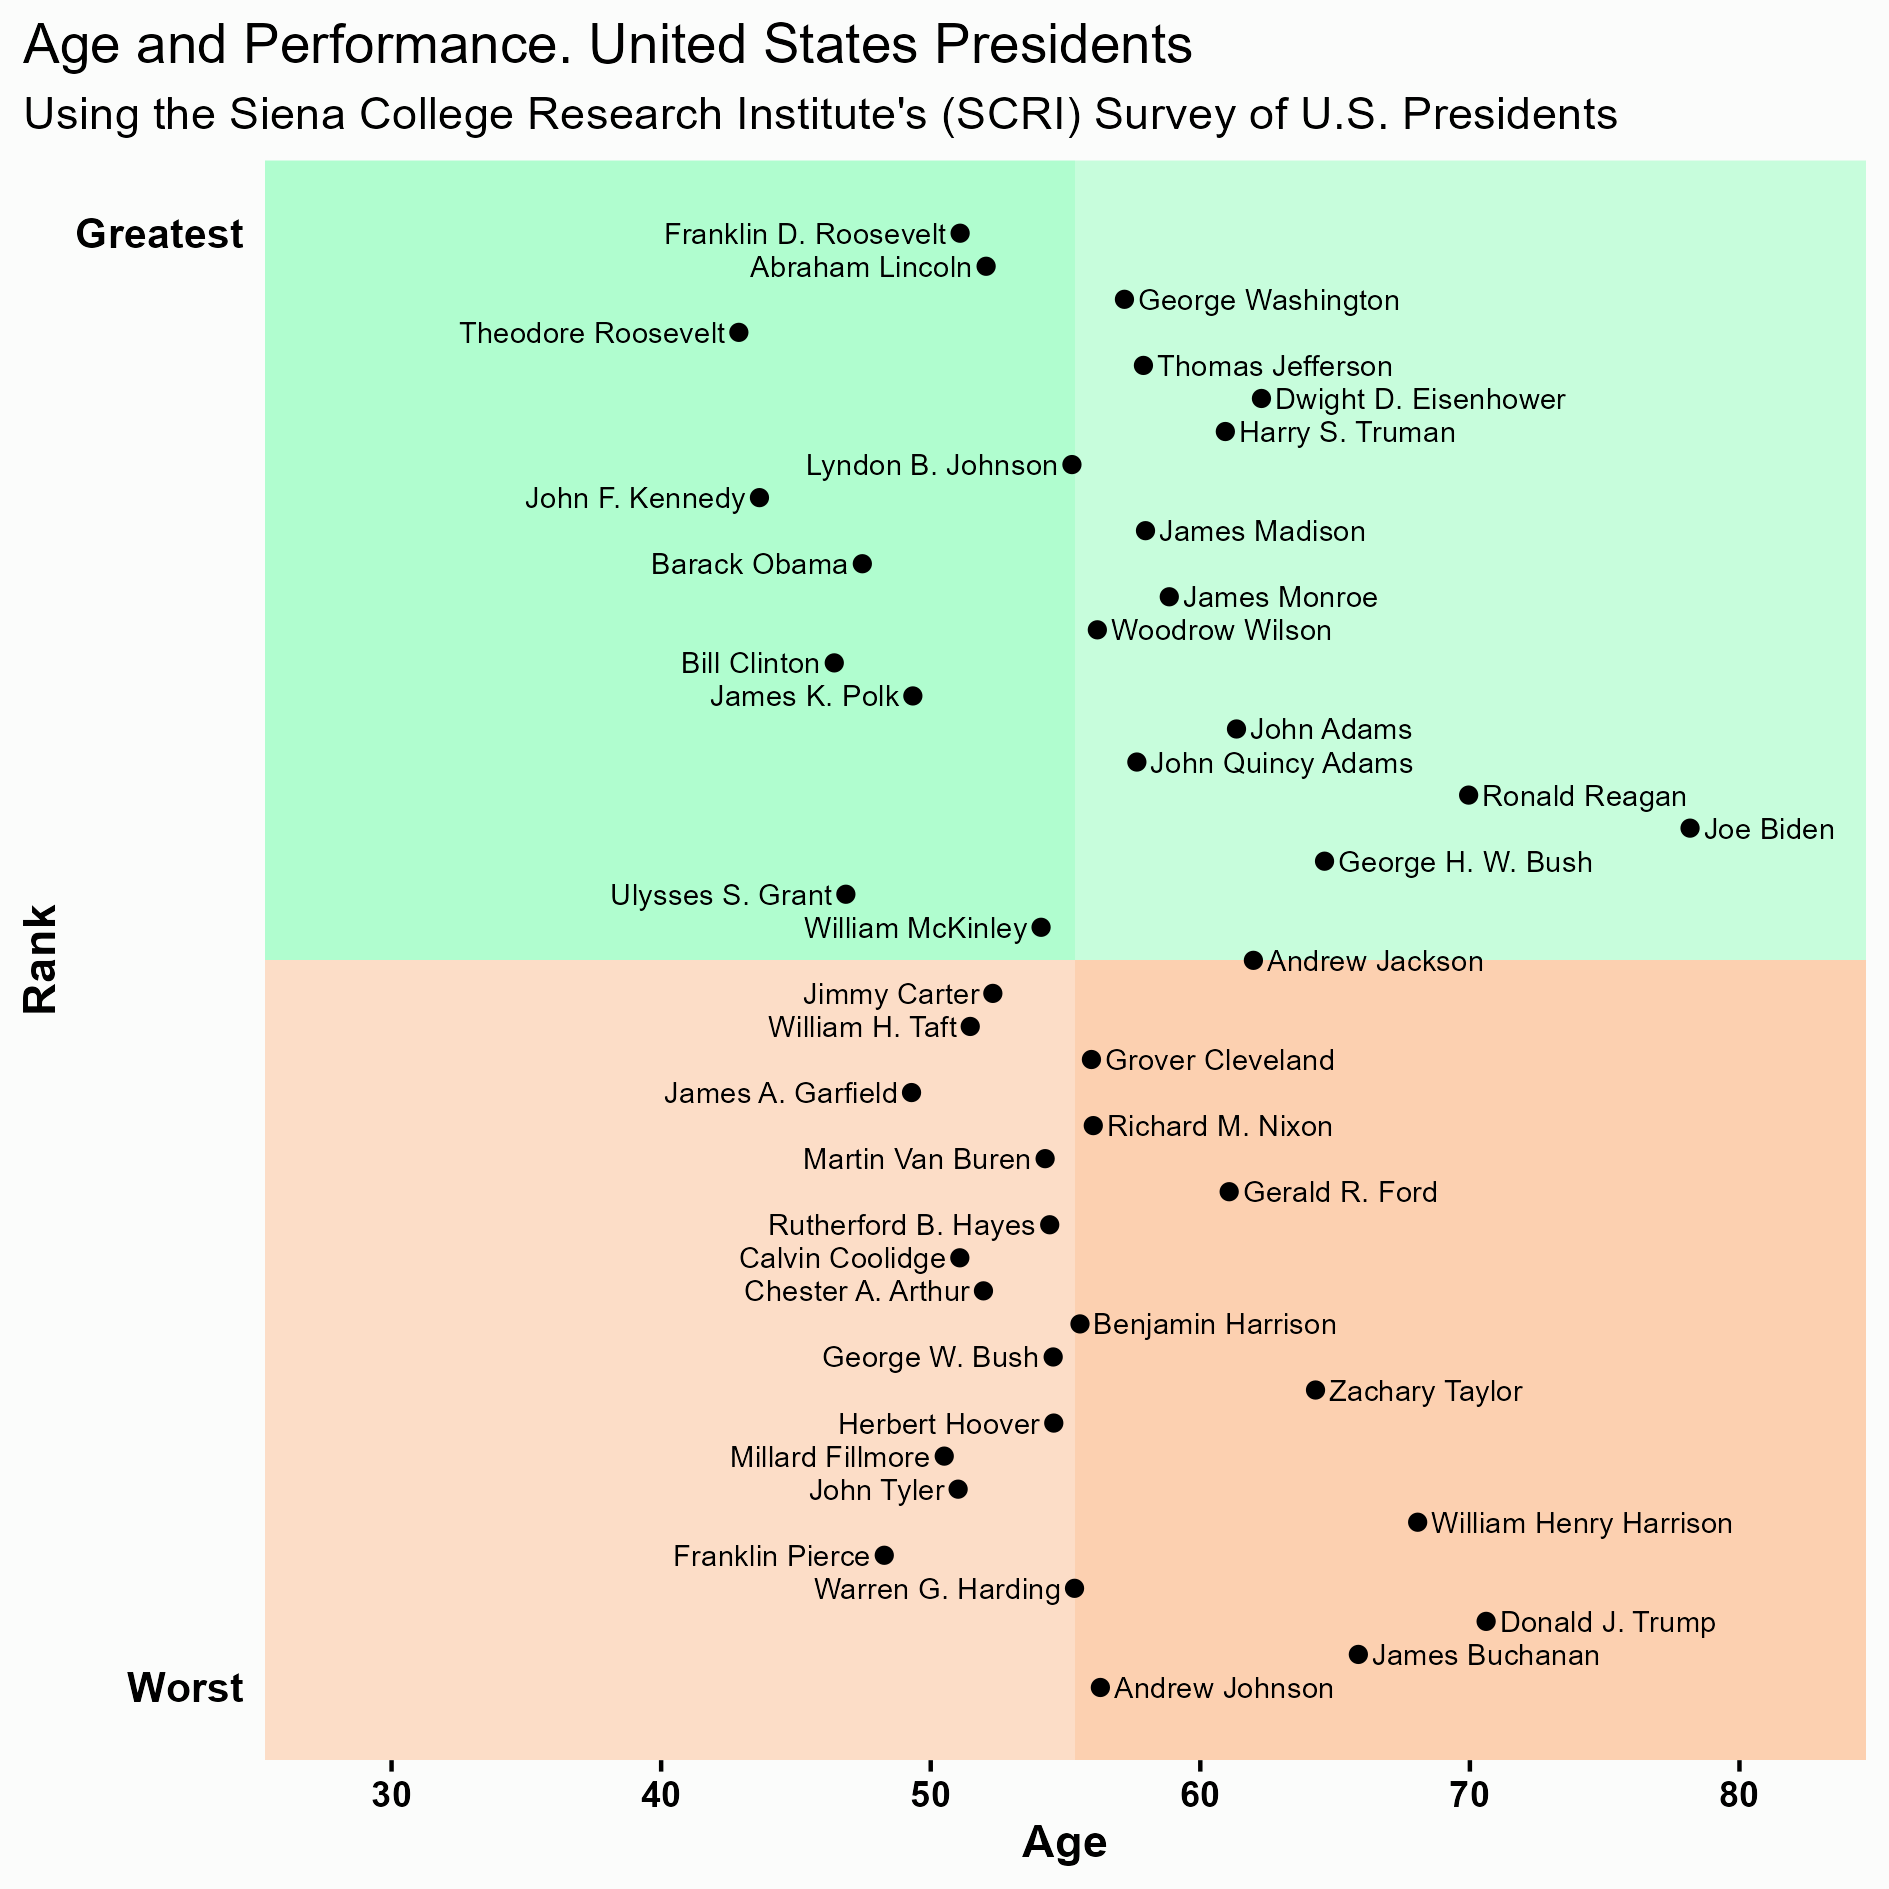 Age and Performance. United States Presidents
Using the Siena College Research Institute's (SCRI) Survey of U.S. Presidents
Greatest
Franklin D. Roosevelt
Abraham Lincoln
George Washington
Theodore Roosevelt
Thomas Jefferson
Dwight D. Eisenhower
Harry S. Truman
Lyndon B. Johnson
John F. Kennedy
James Madison
Barack Obama
James Monroe
Woodrow Wilson
Bill Clinton
James K. Polk
John Adams
John Quincy Adams
Ronald Reagan
Joe Biden
George H. W. Bush
Ulysses S. Grant
William McKinley
Rank
Andrew Jackson
Jimmy Carter
William H. Taft
Grover Cleveland
James A. Garfield
Richard M. Nixon
Martin Van Buren
Gerald R. Ford
Rutherford B. Hayes
Calvin Coolidge
Chester A. Arthur
Benjamin Harrison
George W. Bush
Zachary Taylor
Herbert Hoover
Millard Fillmore
John Tyler
William Henry Harrison
Franklin Pierce
Warren G. Harding
Donald J. Trump
James Buchanan
Worst
Andrew Johnson
30 40 50 60 70 80
Age